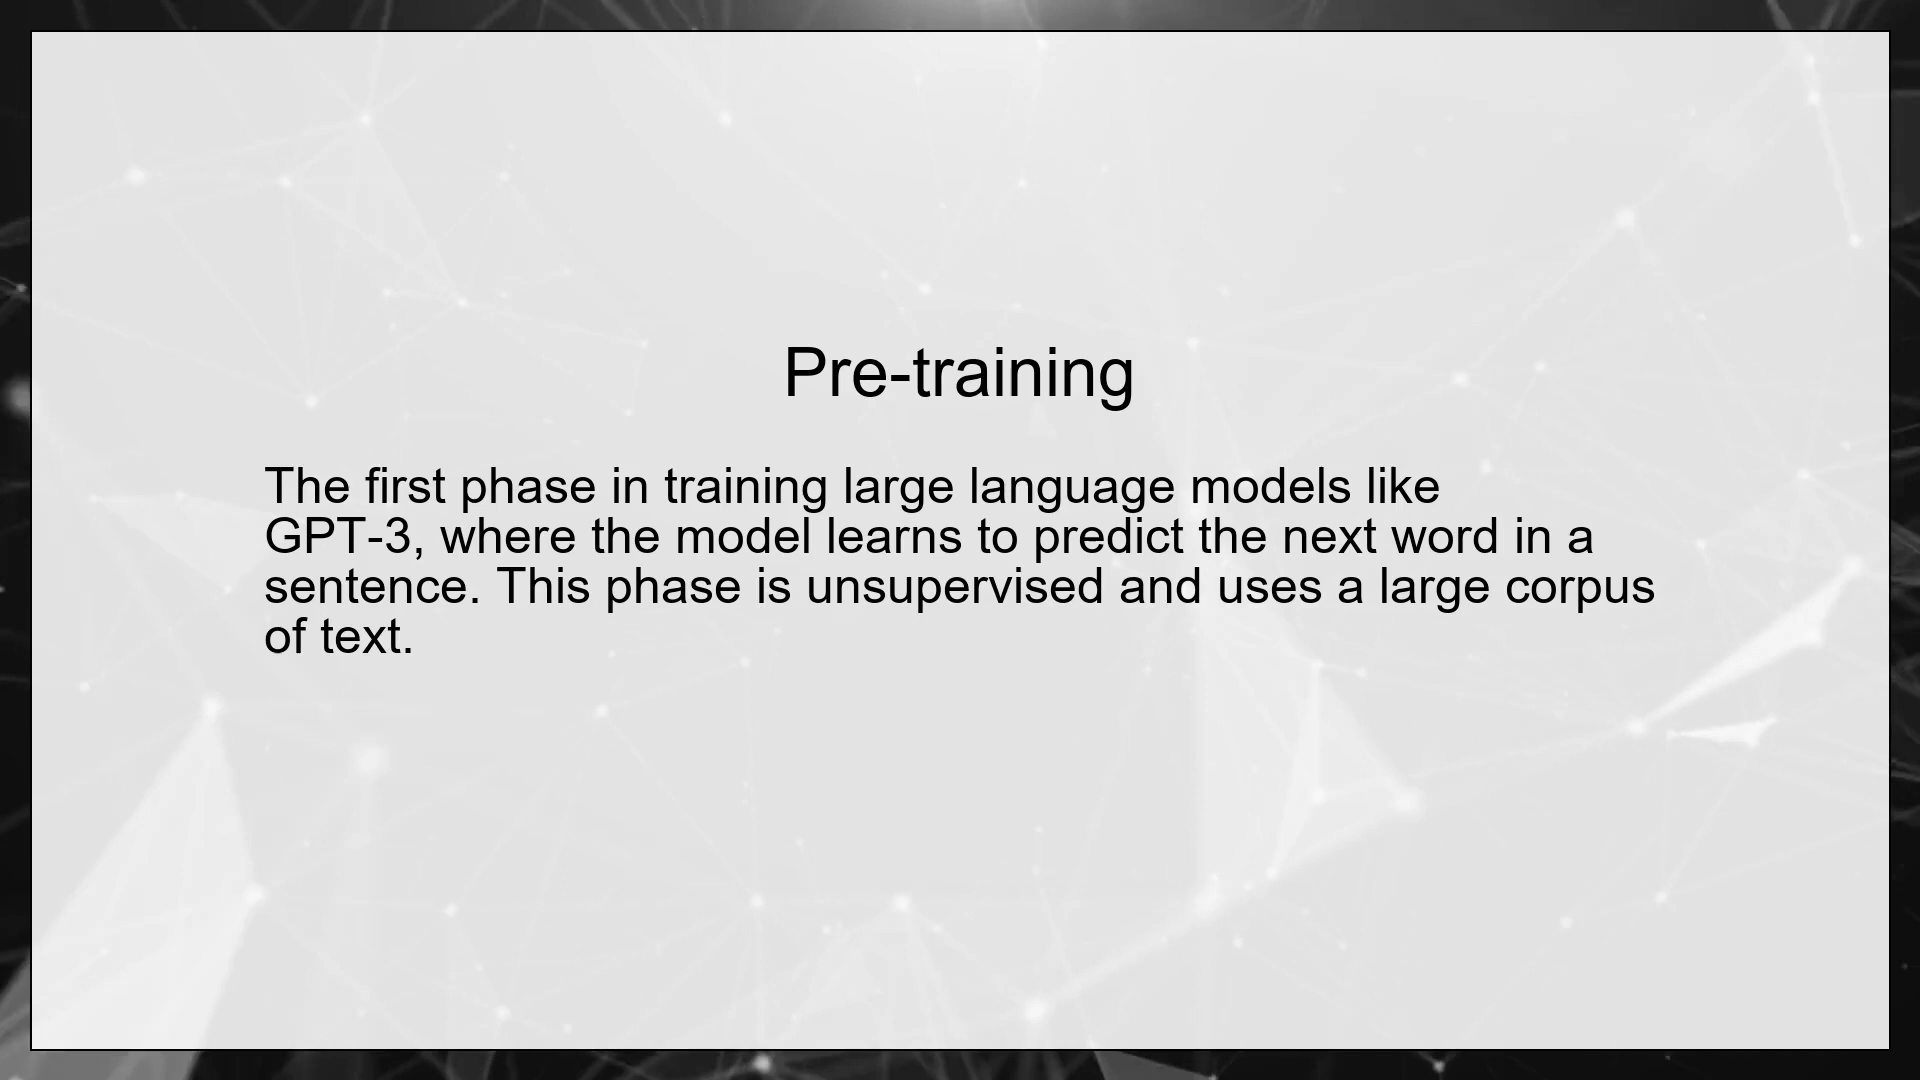 Pre-training
The first phase in training large language models like
GPT-3, where the model learns to predict the next word in a
sentence. This phase is unsupervised and uses a large corpus
of text.